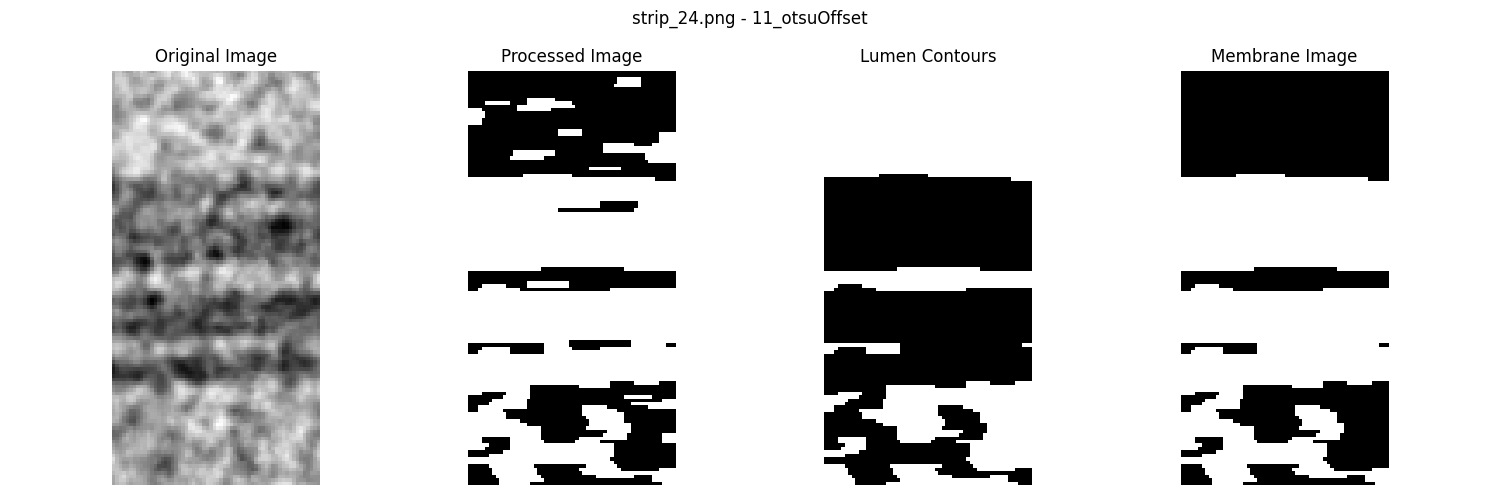 strip_24.png - 11_otsuOffset
Original Image
Processed Image
Lumen Contours
Membrane Image